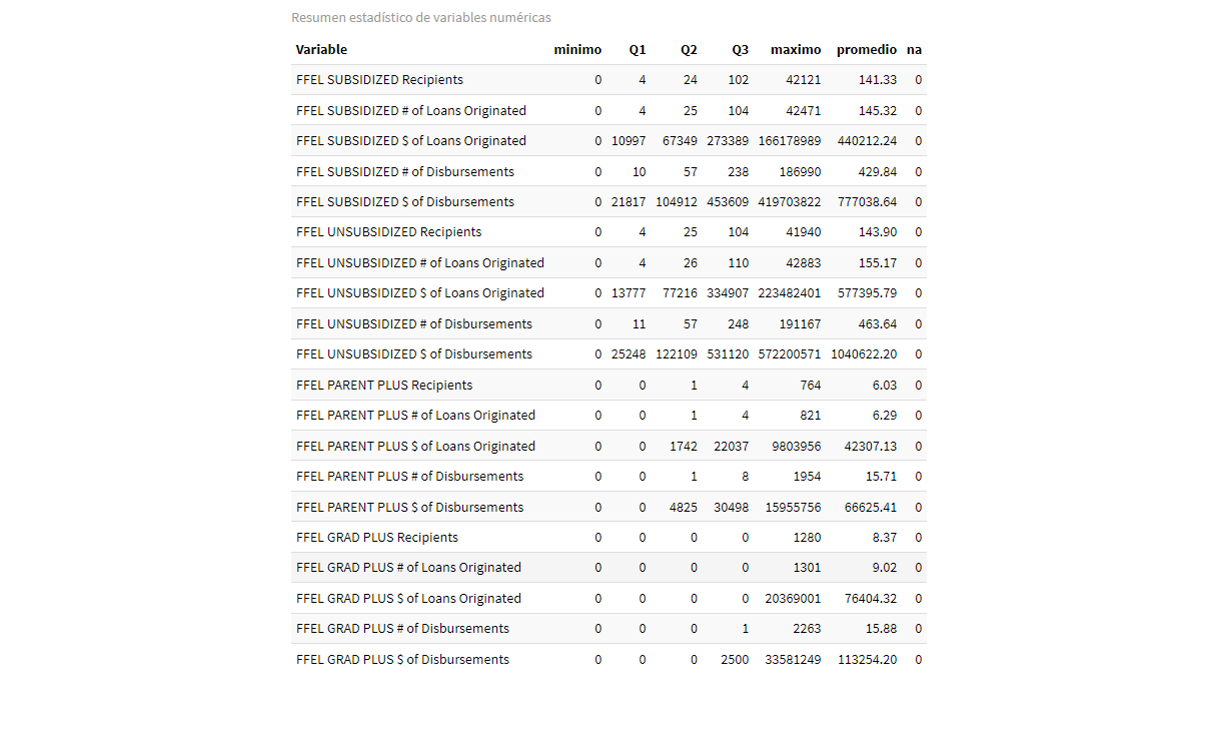 Resumen estadístico de variables numéricas
Variable minimo Q1 Q2 Q3 maximo promedio na
FFEL SUBSIDIZED Recipients 0 4 24 102 42121 141.33 0
FFEL SUBSIDIZED # of Loans Originated 0 4 25 104 42471 145.32 0
FFEL SUBSIDIZED $ of Loans Originated 0 10997 67349 273389 166178989 440212.24 0
FFEL SUBSIDIZED # of Disbursements 0 10 57 238 186990 429.84 0
FFEL SUBSIDIZED $ of Disbursements 0 21817 104912 453609 419703822 777038.64 0
FFEL UNSUBSIDIZED Recipients 0 4 25 104 41940 143.90 0
FFEL UNSUBSIDIZED # of Loans Originated 0 4 26 110 42883 155.17 0
FFEL UNSUBSIDIZED $ of Loans Originated 0 13777 77216 334907 223482401 577395.79 0
FFEL UNSUBSIDIZED # of Disbursements 0 11 57 248 191167 463.64 0
FFEL UNSUBSIDIZED $ of Disbursements 0 25248 122109 531120 572200571 1040622.20 0
FFEL PARENT PLUS Recipients 0 0 1 4 764 6.03 0
FFEL PARENT PLUS # of Loans Originated 0 0 1 4 821 6.29 0
FFEL PARENT PLUS $ of Loans Originated 0 0 1742 22037 9803956 42307.13 0
FFEL PARENT PLUS # of Disbursements 0 0 1 8 1954 15.71 0
FFEL PARENT PLUS $ of Disbursements 0 0 4825 30498 15955756 66625.41 0
FFEL GRAD PLUS Recipients 0 0 0 0 1280 8.37 0
FFEL GRAD PLUS # of Loans Originated 0 0 0 0 1301 9.02 0
FFEL GRAD PLUS $ of Loans Originated 0 0 0 0 20369001 76404.32 0
FFEL GRAD PLUS # of Disbursements 0 0 0 1 2263 15.88 0
FFEL GRAD PLUS $ of Disbursements 0 0 0 2500 33581249 113254.20 0